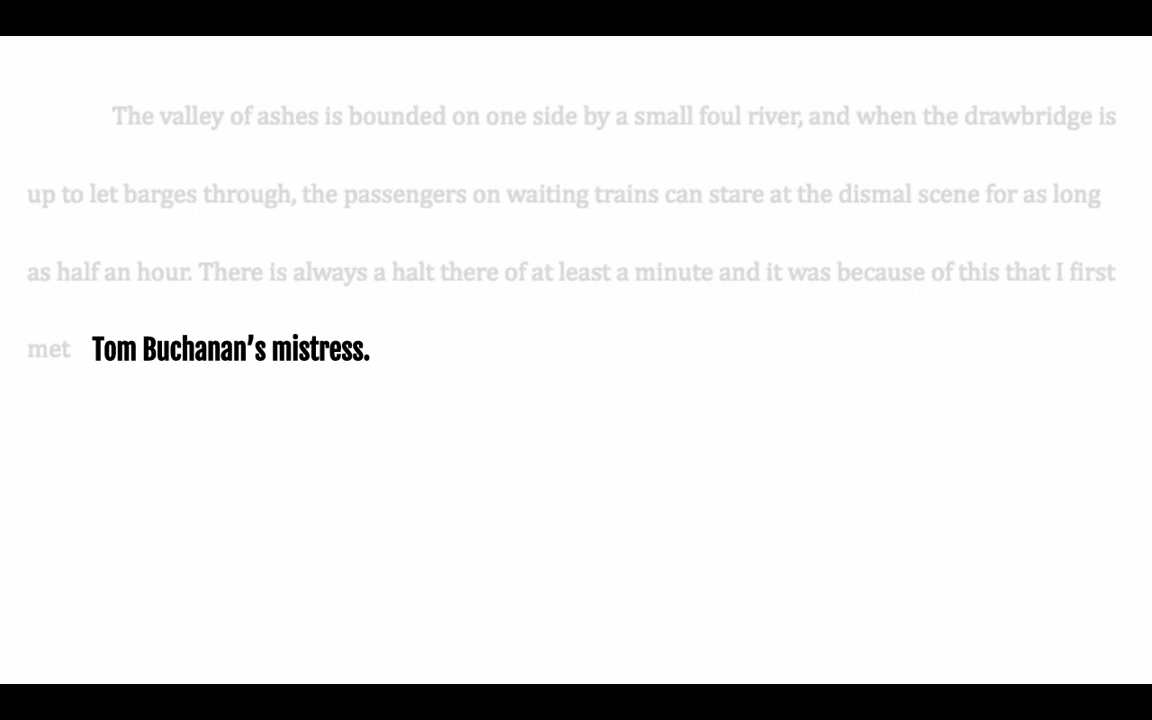 The valley of ashes is bounded on one side by a small foul river, and when the drawbridge is
up to let barges through, the passengers on waiting trains can stare at the dismal scene for as long
as half an hour. There is always a halt there of at least a minute and it was because of this that I first
met Tom Buchanan’s mistress.